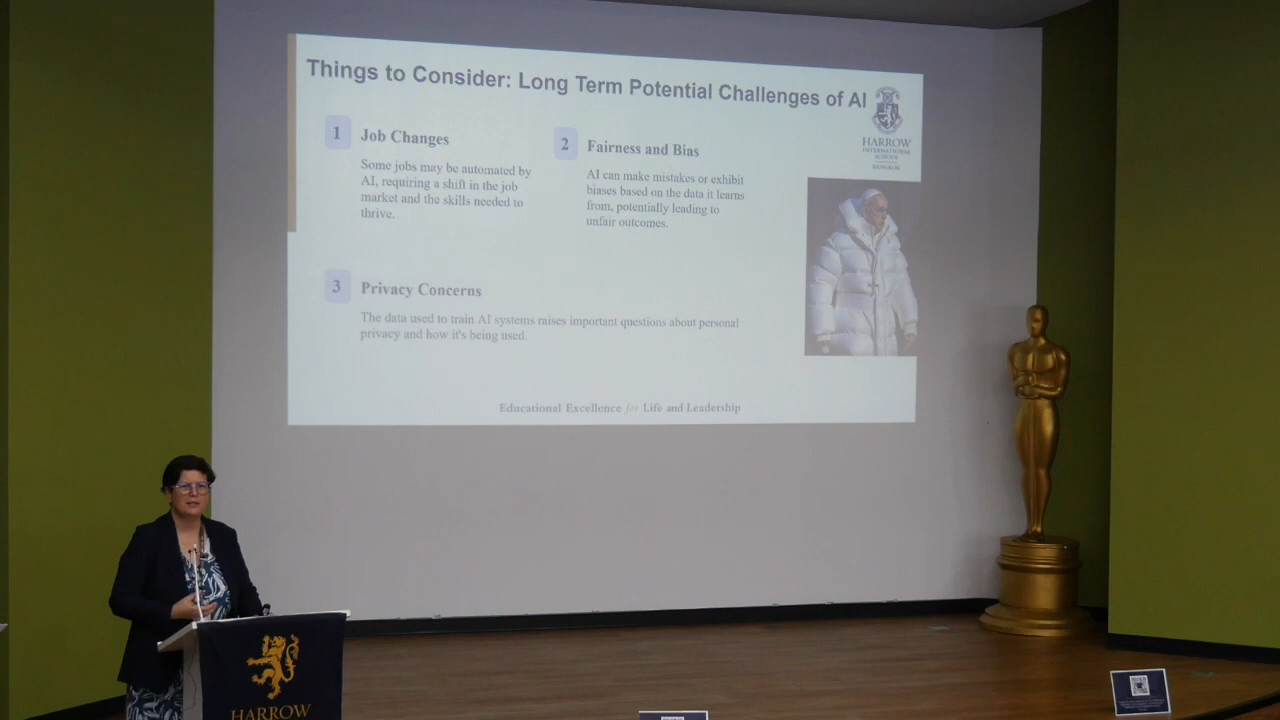 Things to Consider: Long Term Potential Challenges of AI
HARROW
INTERNATIONAL
SCHOOL
BANGKOK
1 Job Changes
Some jobs may be automated by
AI, requiring a shift in the job
market and the skills needed to
thrive.
2 Fairness and Bias
AI can make mistakes or exhibit
biases based on the data it learns
from, potentially leading to
unfair outcomes.
3 Privacy Concerns
The data used to train AI systems raises important questions about personal
privacy and how it's being used.
Educational Excellence for Life and Leadership
HARROW